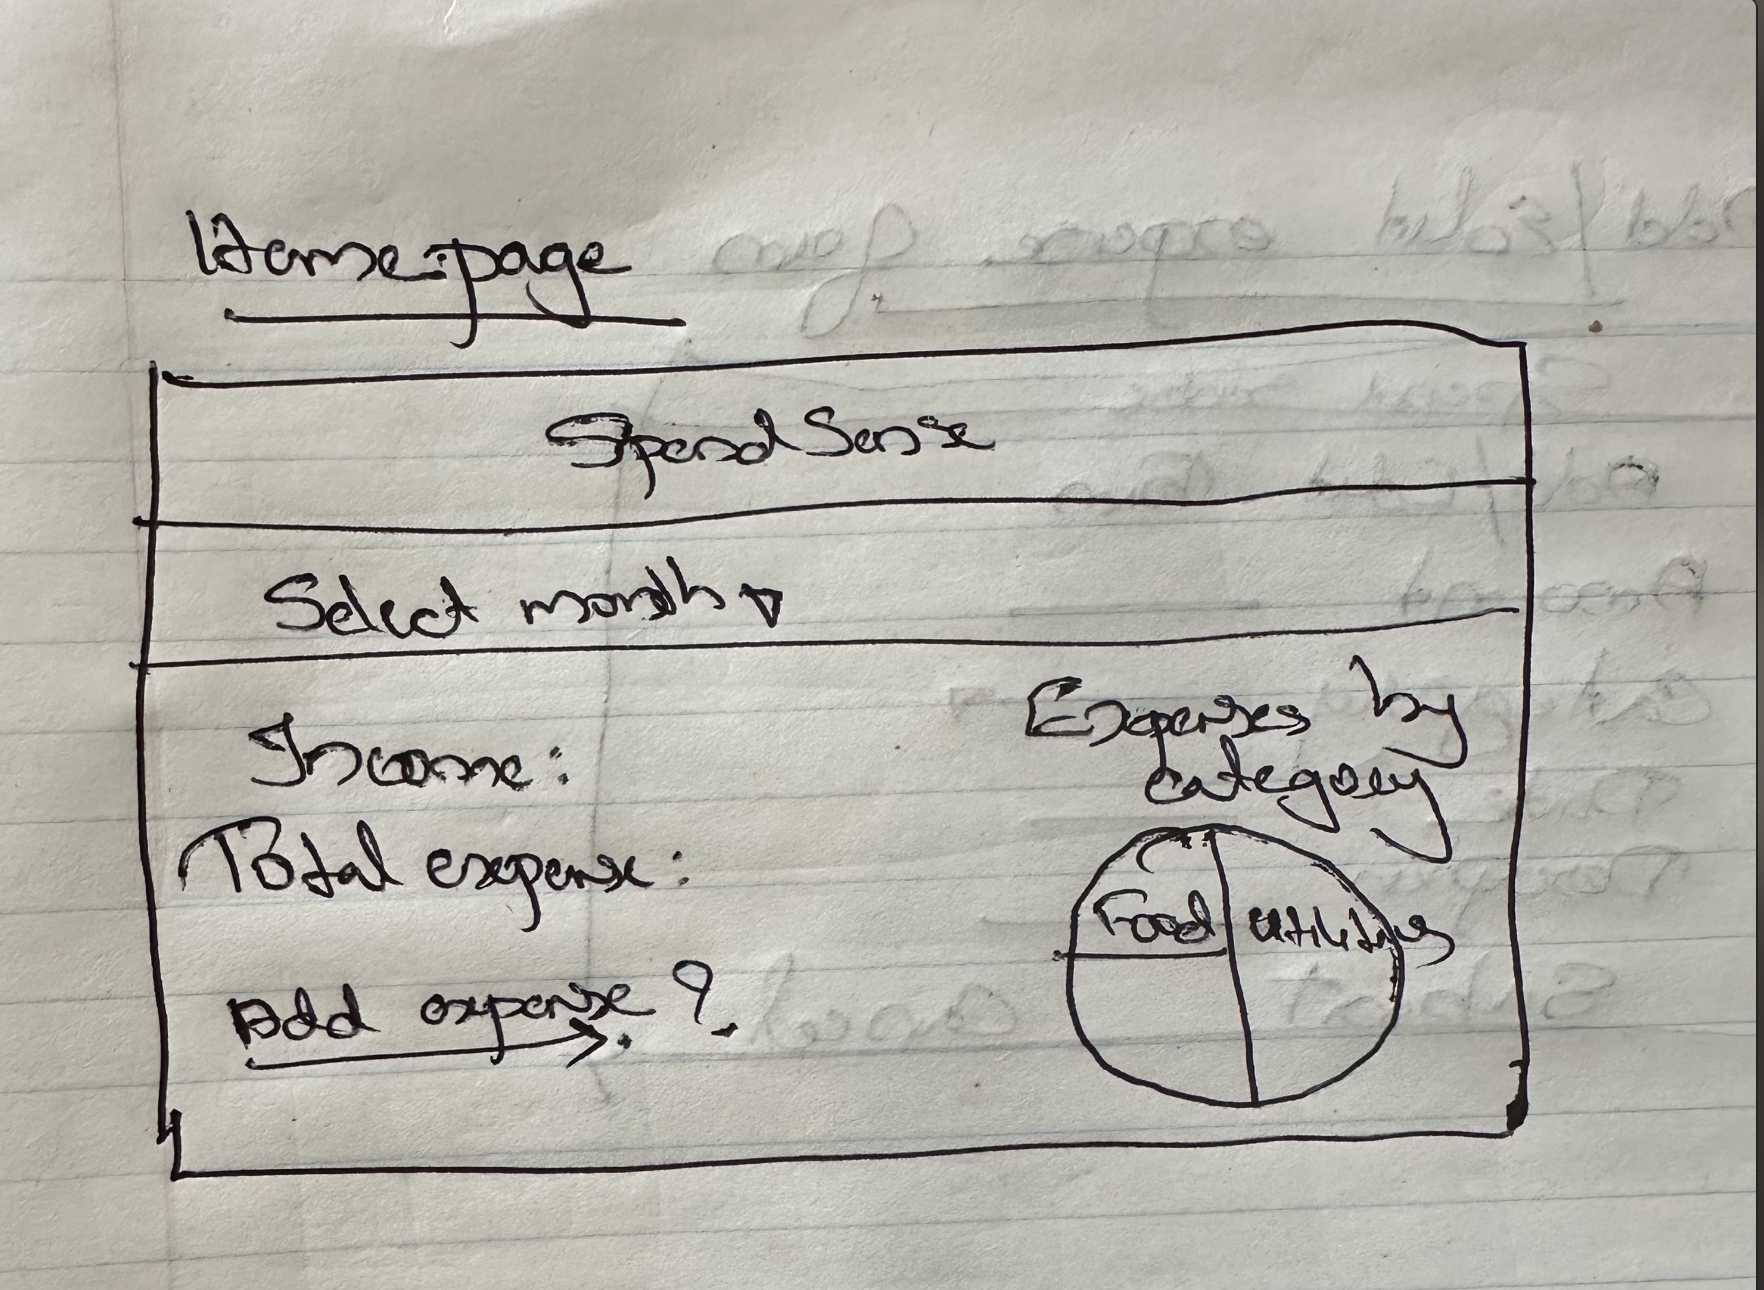 Home:page
SpendSense
Select month
Income:
Total expense:
Add expense ?
Expenses by
category
Food
utilities